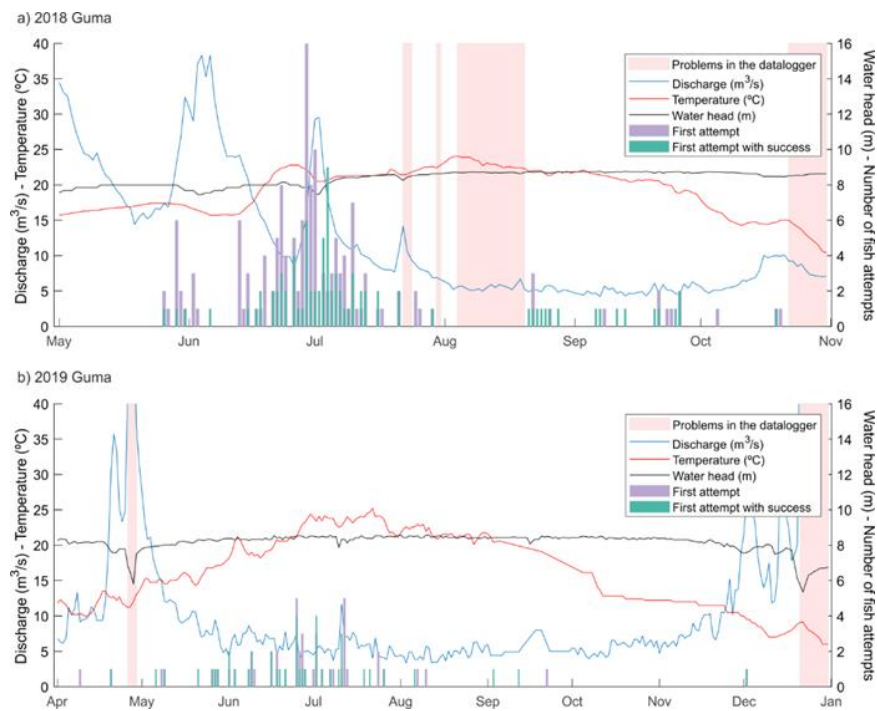 a) 2018 Guma
Discharge (m³/s) - Temperature (ºC)
40
35
30
25
20
15
10
5
0
Problems in the datalogger
Discharge (m³/s)
Temperature (ºC)
Water head (m)
First attempt
First attempt with success
16
14
12
10
8
6
4
2
0
Water head (m) - Number of fish attempts
May Jun Jul Aug Sep Oct Nov
b) 2019 Guma
Discharge (m³/s) - Temperature (ºC)
40
35
30
25
20
15
10
5
0
Problems in the datalogger
Discharge (m³/s)
Temperature (ºC)
Water head (m)
First attempt
First attempt with success
16
14
12
10
8
6
4
2
0
Water head (m) - Number of fish attempts
Apr May Jun Jul Aug Sep Oct Nov Dec Jan